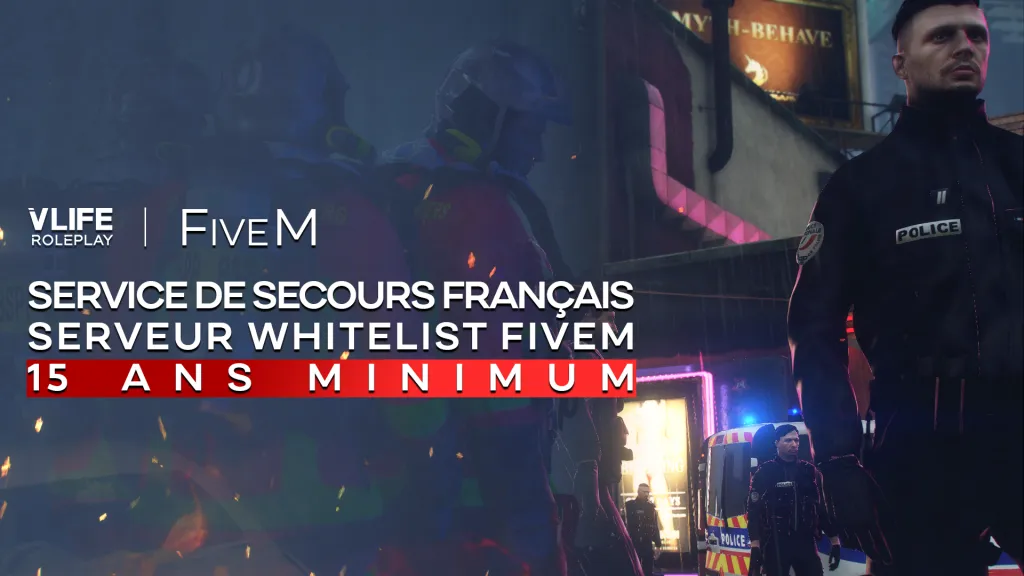 MYTH-BEHAVE
POLICE
VLIFE | FIVEM
ROLEPLAY
SERVICE DE SECOURS FRANÇAIS
SERVEUR WHITELIST FIVEM
15 ANS MINIMUM
POLICE